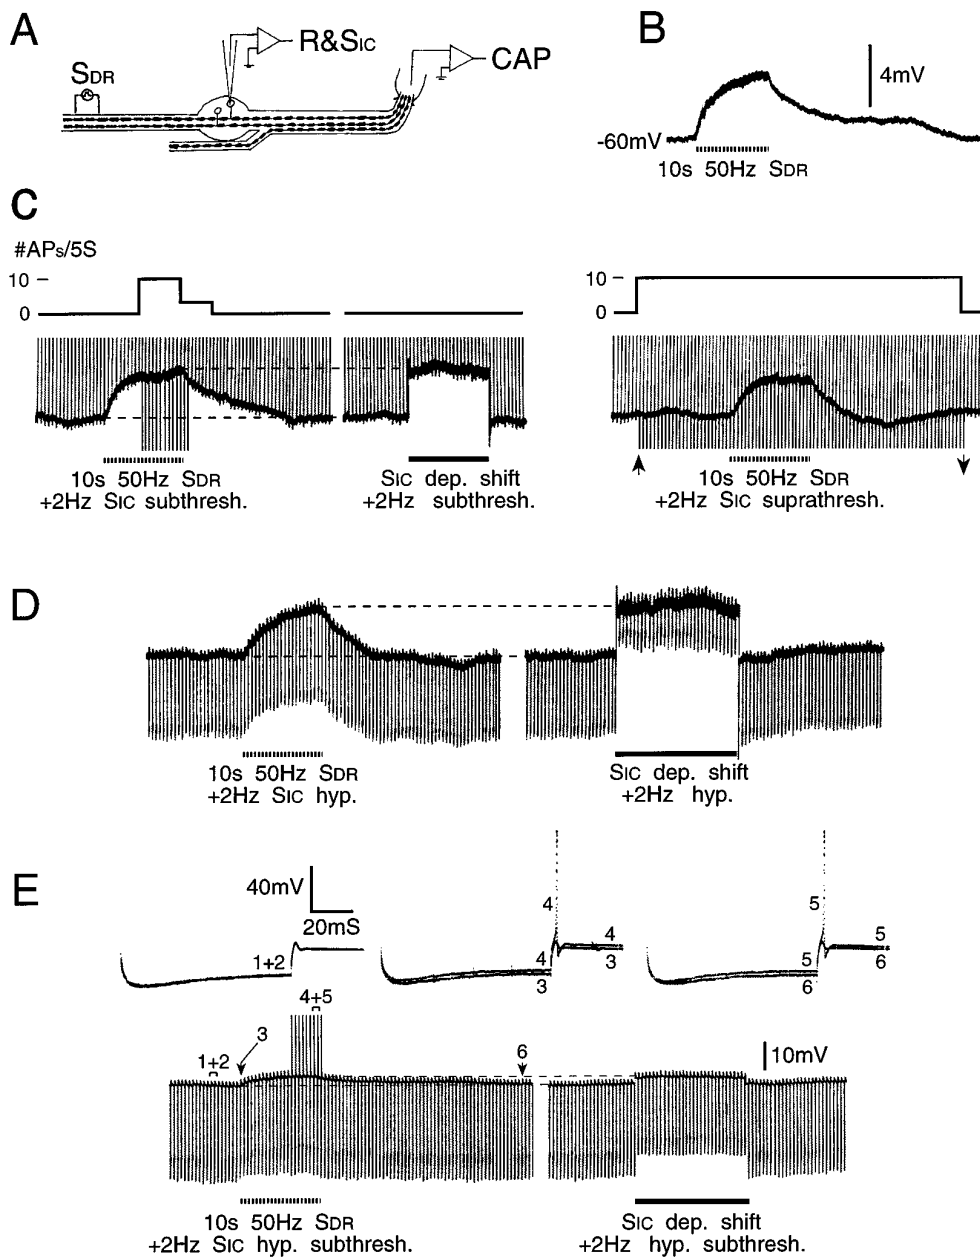 A
SDR
R&SIC
CAP
B
4mV
-60mV
10s 50Hz SDR
C
#APs/5S
10
0
10s 50Hz SDR
+2Hz SIC subthresh.
SIC dep. shift
+2Hz subthresh.
10
0
10s 50Hz SDR
+2Hz SIC suprathresh.
D
10s 50Hz SDR
+2Hz SIC hyp.
SIC dep. shift
+2Hz hyp.
E
40mV
20mS
1+2
4
4
3
4
3
5
5
6
5
6
1+2
3
4+5
6
10mV
10s 50Hz SDR
+2Hz SIC hyp. subthresh.
SIC dep. shift
+2Hz hyp. subthresh.